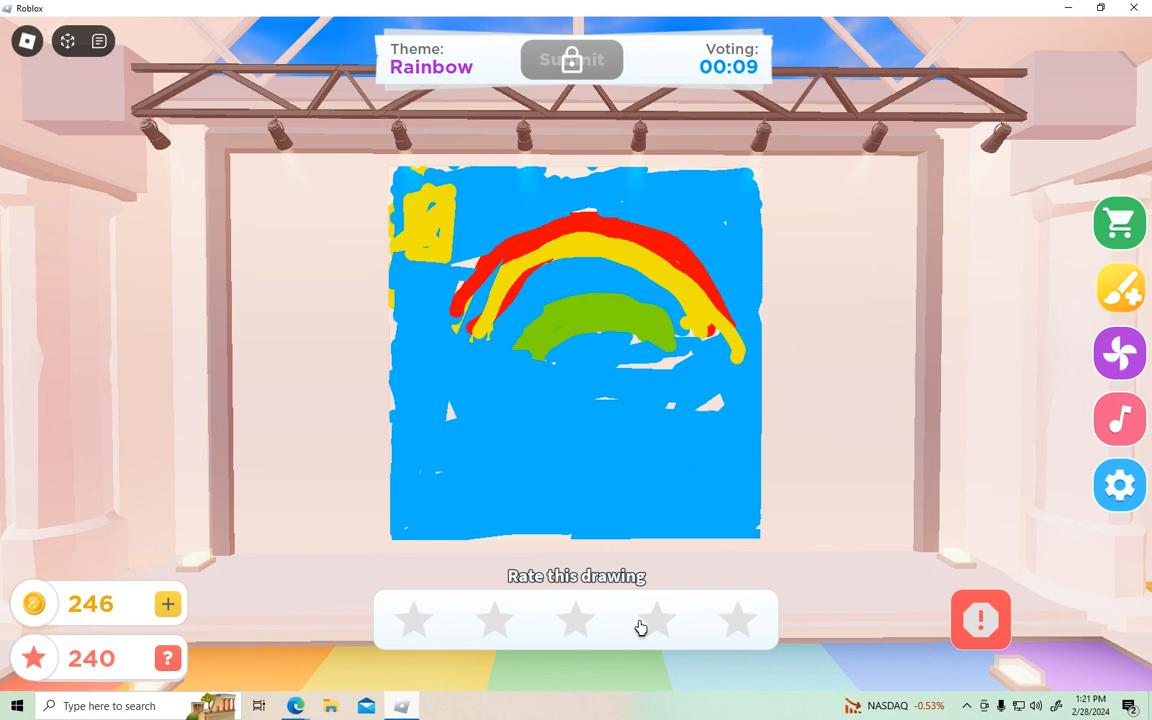 Roblox
Theme:
Rainbow
Submit
Voting:
00:09
Rate this drawing
246
+
240
?
!
Type here to search
NASDAQ -0.53%
1:21 PM
2/28/2024
2